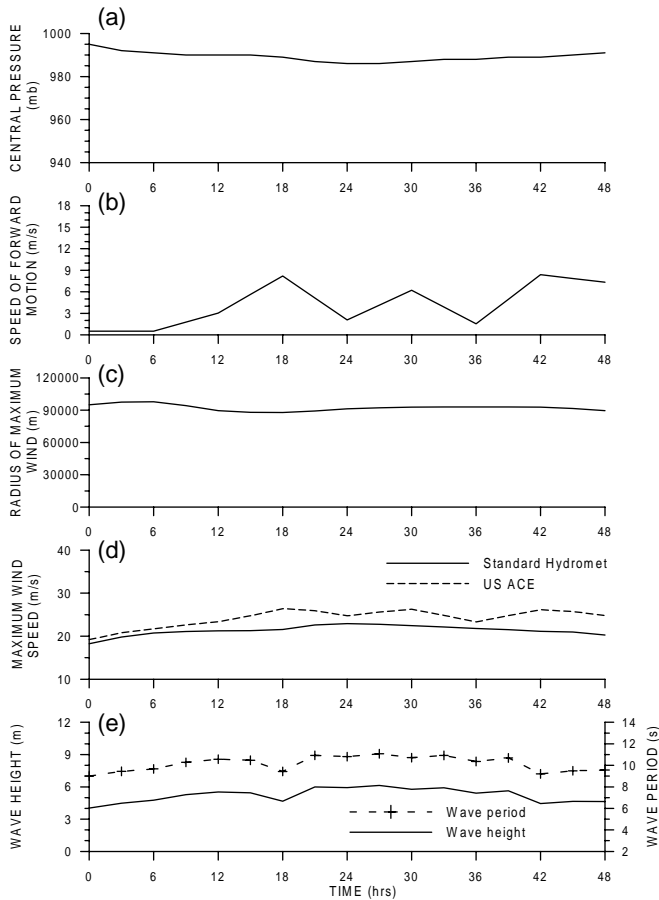 (a)
CENTRAL PRESSURE
(mb)
1000
980
960
940
0 6 12 18 24 30 36 42 48
(b)
SPEED OF FORWARD
MOTION (m/s)
18
15
12
9
6
3
0
0 6 12 18 24 30 36 42 48
(c)
RADIUS OF MAXIMUM
WIND (m)
120000
90000
60000
30000
0
0 6 12 18 24 30 36 42 48
(d)
MAXIMUM WIND
SPEED (m/s)
40
30
20
10
Standard Hydromet
US ACE
0 6 12 18 24 30 36 42 48
(e)
WAVE HEIGHT (m)
12
9
6
3
0
Wave period
Wave height
14
12
10
8
6
4
2
WAVE PERIOD (s)
0 6 12 18 24 30 36 42 48
TIME (hrs)